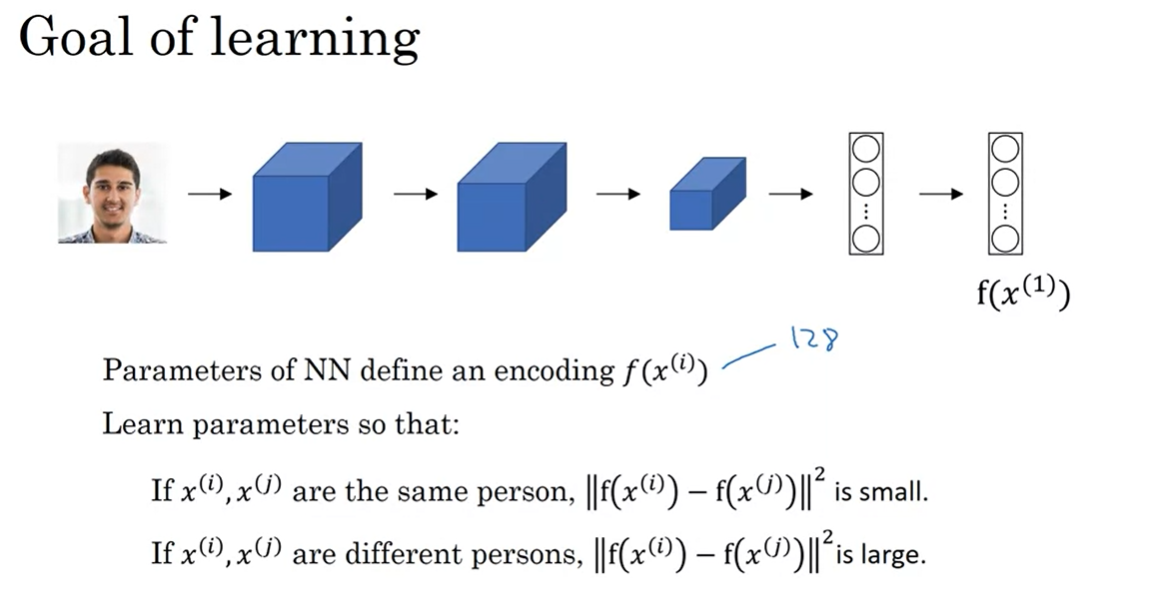 Goal of learning
⋮ ⋮
f(x⁽¹⁾)
128
Parameters of NN define an encoding f(x⁽ⁱ⁾)
Learn parameters so that:
If x⁽ⁱ⁾, x⁽ʲ⁾ are the same person, ‖f(x⁽ⁱ⁾) – f(x⁽ʲ⁾)‖² is small.
If x⁽ⁱ⁾, x⁽ʲ⁾ are different persons, ‖f(x⁽ⁱ⁾) – f(x⁽ʲ⁾)‖² is large.